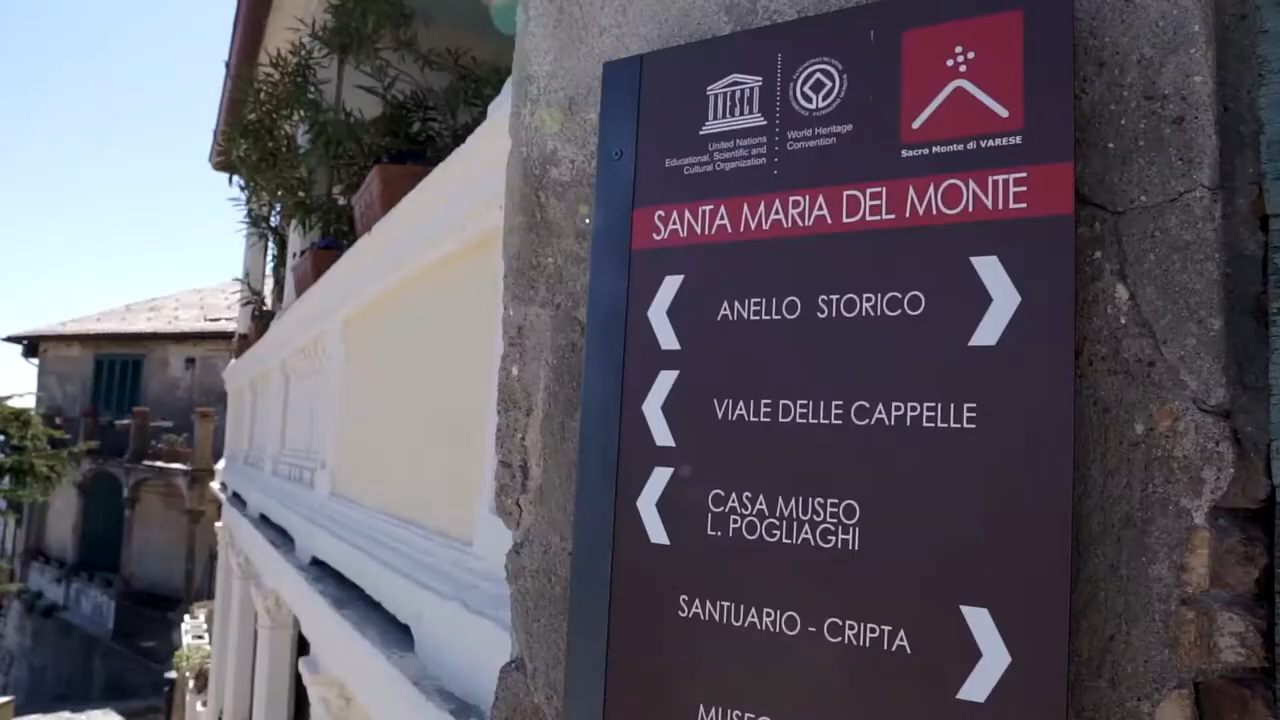 UNESCO
United Nations
Educational, Scientific and
Cultural Organization
World Heritage
Convention
Sacro Monte di VARESE
SANTA MARIA DEL MONTE
ANELLO STORICO
VIALE DELLE CAPPELLE
CASA MUSEO
L. POGLIAGHI
SANTUARIO - CRIPTA
MUSEO